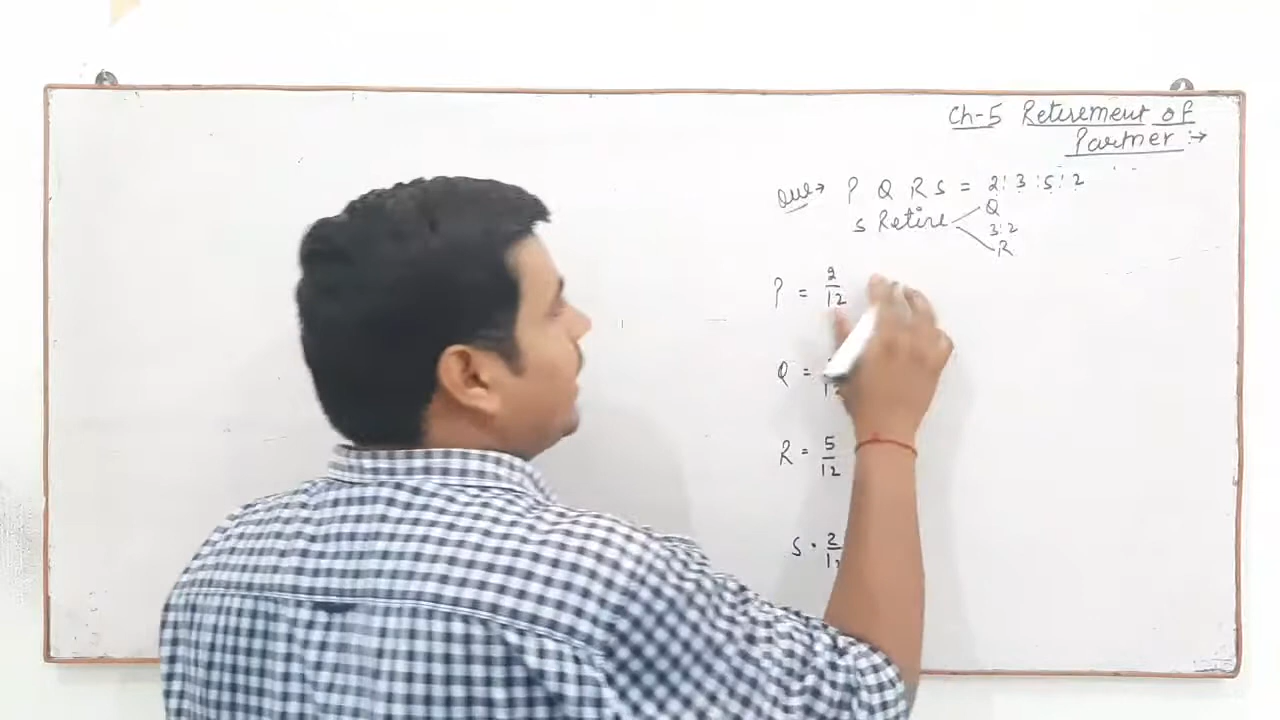 Ch-5 Retirement of
Partner :→
Que → P Q R S = 2:3:5:2
S Retire Q
3:2
R
P = 2/12
Q = /12
R = 5/12
S = 2/1